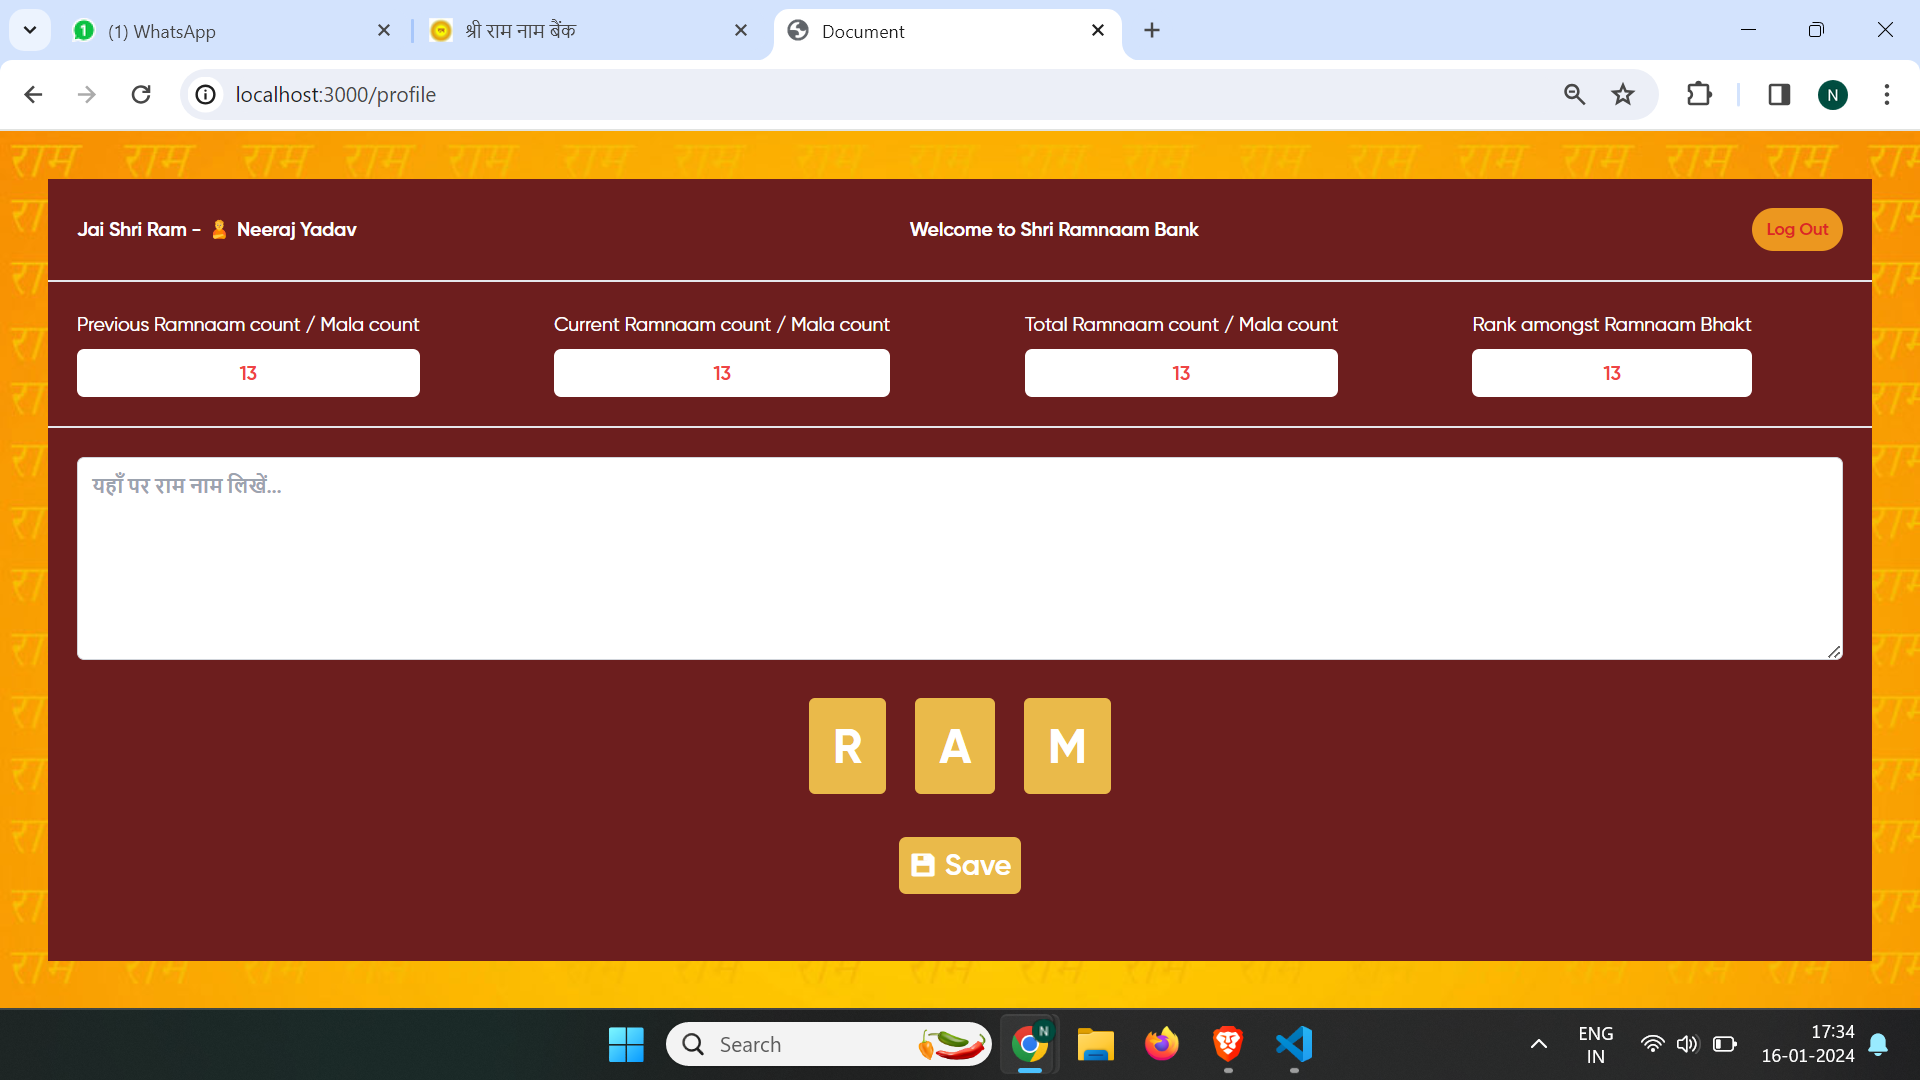 (1) WhatsApp
श्री राम नाम बैंक
Document
localhost:3000/profile
N
राम राम राम राम राम राम राम राम राम राम राम राम राम राम राम राम राम राम
Jai Shri Ram - Neeraj Yadav
Welcome to Shri Ramnaam Bank
Log Out
Previous Ramnaam count / Mala count
Current Ramnaam count / Mala count
Total Ramnaam count / Mala count
Rank amongst Ramnaam Bhakt
13
13
13
13
यहाँ पर राम नाम लिखें...
R A M
Save
Search
N
ENG
IN
17:34
16-01-2024